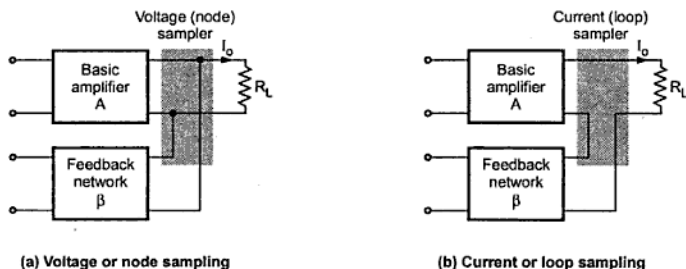 Voltage (node)
sampler
Io
Basic
amplifier
A
RL
Feedback
network
β
(a) Voltage or node sampling
Current (loop)
sampler
Io
Basic
amplifier
A
RL
Feedback
network
β
(b) Current or loop sampling